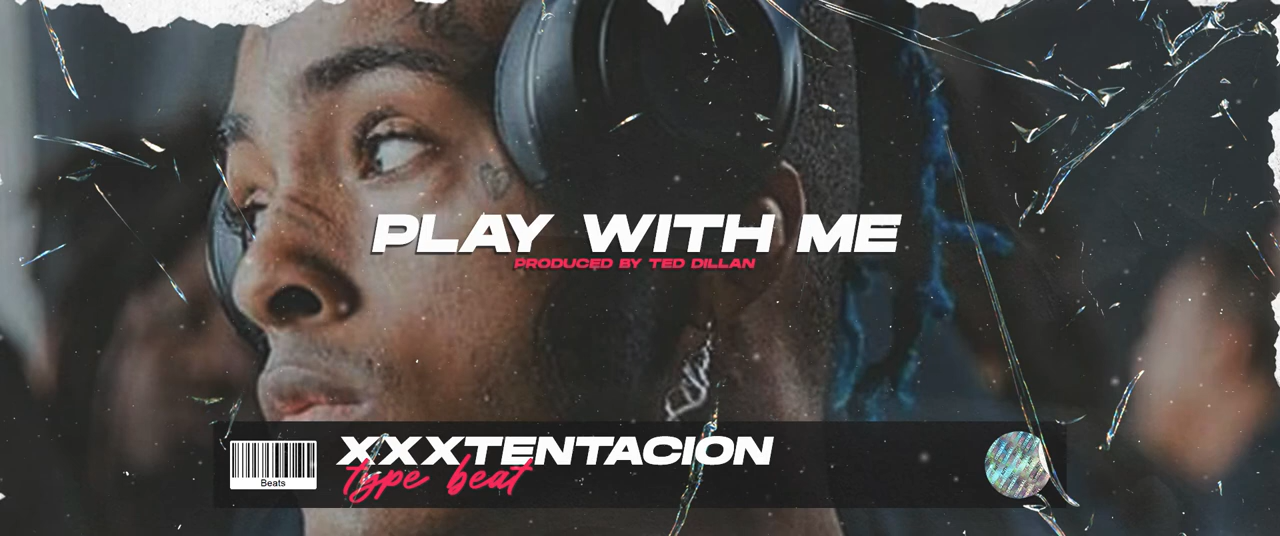 PLAY WITH ME
PRODUCED BY TED DILLAN
XXXTENTACION
type beat
Beats